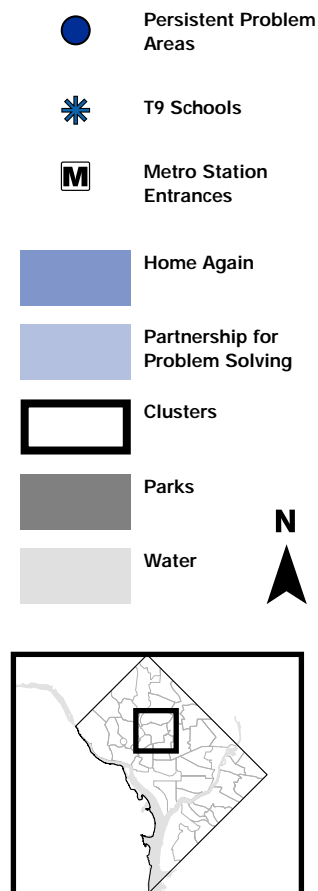 Persistent Problem
Areas
T9 Schools
M
Metro Station
Entrances
Home Again
Partnership for
Problem Solving
Clusters
Parks
N
Water